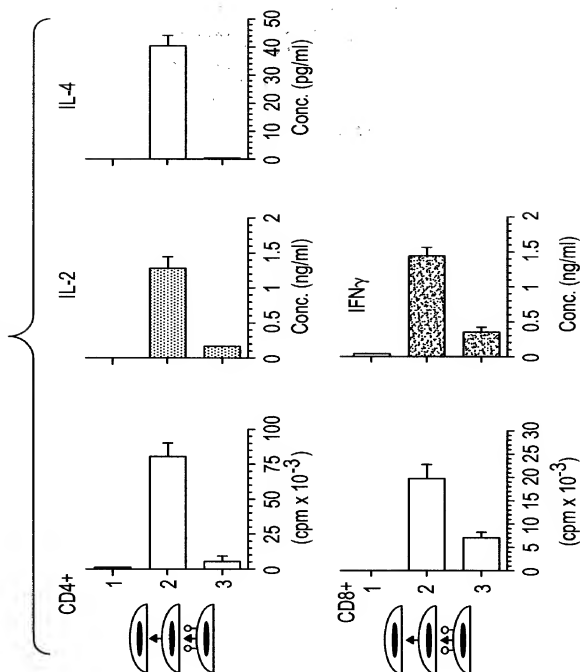 CD4+
1
2
3
0 25 50 75 100
(cpm x 10⁻³)
IL-2
0 0.5 1 1.5 2
Conc. (ng/ml)
IL-4
0 10 20 30 40 50
Conc. (pg/ml)
CD8+
1
2
3
0 5 10 15 20 25 30
(cpm x 10⁻³)
IFNγ
0 0.5 1 1.5 2
Conc. (ng/ml)